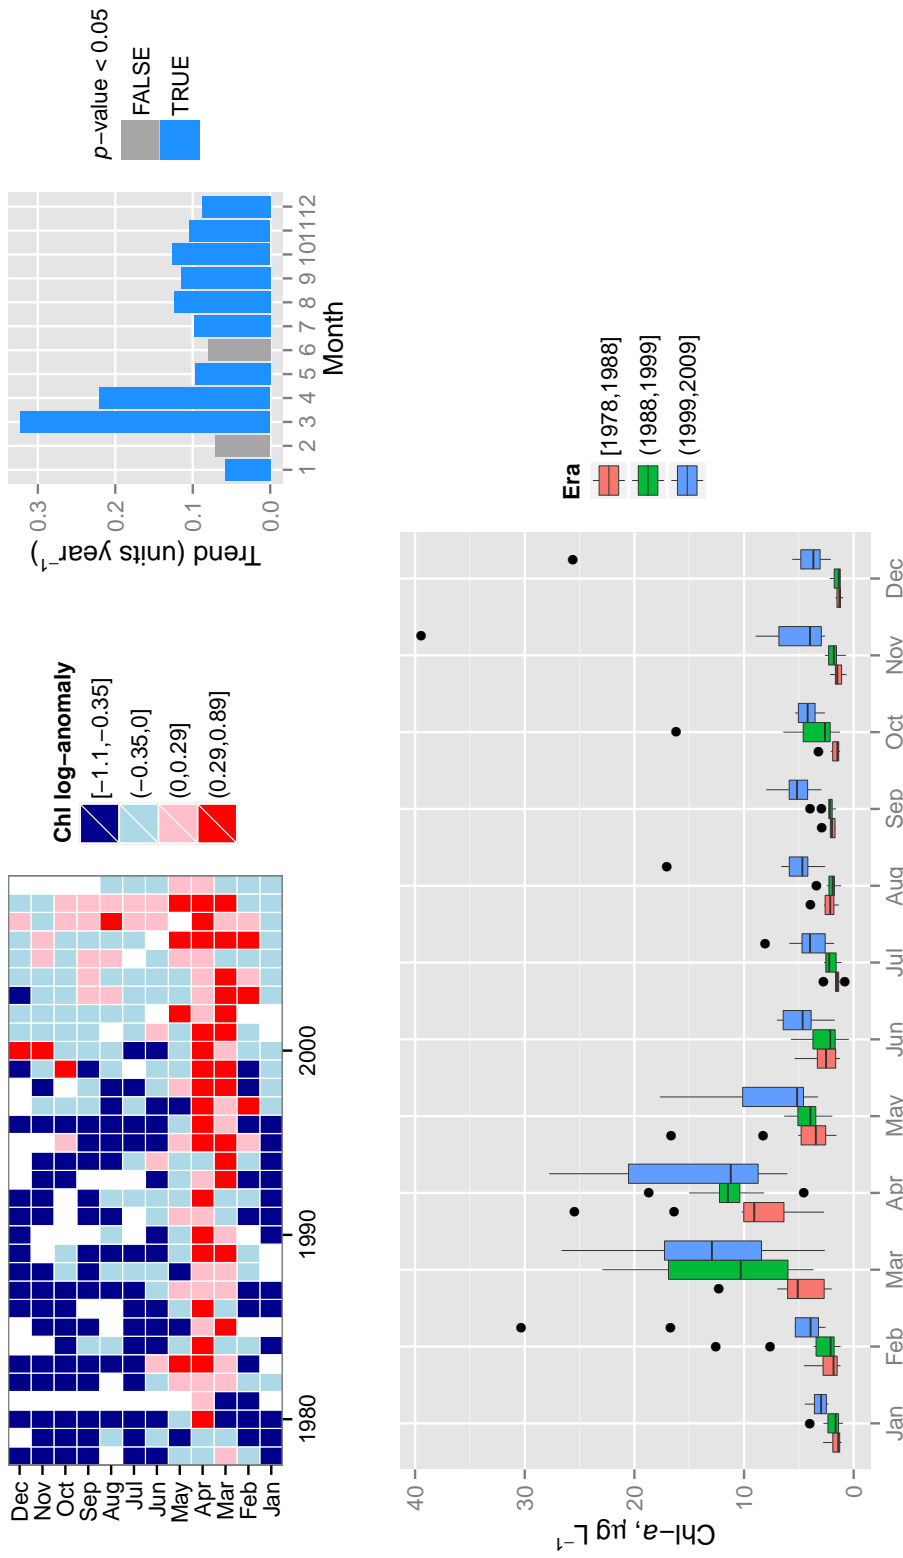 Dec
Nov
Oct
Sep
Aug
Jul
Jun
May
Apr
Mar
Feb
Jan
1980
1990
2000
Chl log−anomaly
[−1.1,−0.35]
(−0.35,0]
(0,0.29]
(0.29,0.89]
Trend (units year⁻¹)
0.3
0.2
0.1
0.0
1 2 3 4 5 6 7 8 9 10 11 12
Month
p−value < 0.05
FALSE
TRUE
Chl−a, μg L⁻¹
40
30
20
10
0
Jan Feb Mar Apr May Jun Jul Aug Sep Oct Nov Dec
Era
[1978,1988]
(1988,1999]
(1999,2009]